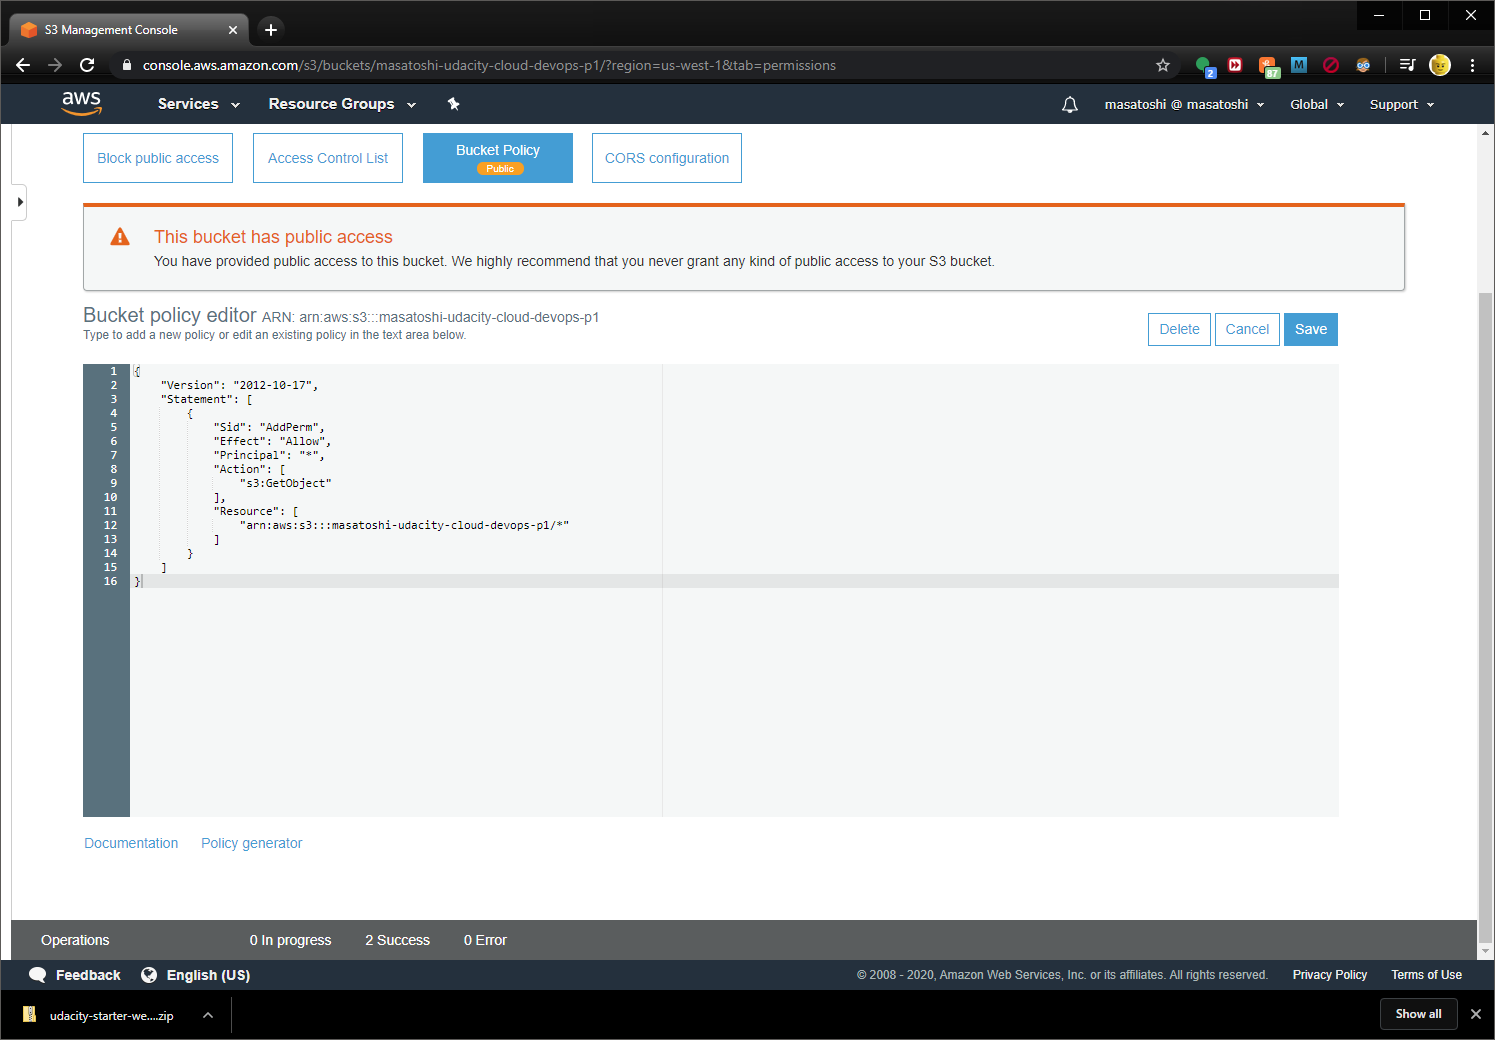 S3 Management Console
console.aws.amazon.com/s3/buckets/masatoshi-udacity-cloud-devops-p1/?region=us-west-1&tab=permissions
2
87
M
aws Services Resource Groups masatoshi @ masatoshi Global Support
Block public access Access Control List Bucket Policy CORS configuration
Public
This bucket has public access
You have provided public access to this bucket. We highly recommend that you never grant any kind of public access to your S3 bucket.
Bucket policy editor ARN: arn:aws:s3:::masatoshi-udacity-cloud-devops-p1
Type to add a new policy or edit an existing policy in the text area below.
Delete Cancel Save
1 {
2 "Version": "2012-10-17",
3 "Statement": [
4 {
5 "Sid": "AddPerm",
6 "Effect": "Allow",
7 "Principal": "*",
8 "Action": [
9 "s3:GetObject"
10 ],
11 "Resource": [
12 "arn:aws:s3:::masatoshi-udacity-cloud-devops-p1/*"
13 ]
14 }
15 ]
16 }
Documentation Policy generator
Operations 0 In progress 2 Success 0 Error
Feedback English (US) © 2008 - 2020, Amazon Web Services, Inc. or its affiliates. All rights reserved. Privacy Policy Terms of Use
udacity-starter-we....zip Show all